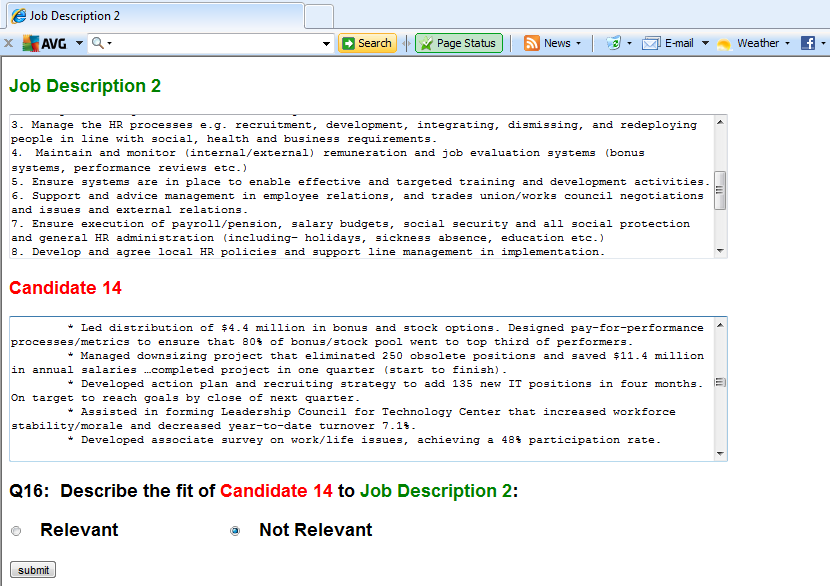 Job Description 2
x AVG Search Page Status News E-mail Weather
Job Description 2
3. Manage the HR processes e.g. recruitment, development, integrating, dismissing, and redeploying
people in line with social, health and business requirements.
4. Maintain and monitor (internal/external) remuneration and job evaluation systems (bonus
systems, performance reviews etc.)
5. Ensure systems are in place to enable effective and targeted training and development activities.
6. Support and advice management in employee relations, and trades union/works council negotiations
and issues and external relations.
7. Ensure execution of payroll/pension, salary budgets, social security and all social protection
and general HR administration (including- holidays, sickness absence, education etc.)
8. Develop and agree local HR policies and support line management in implementation.
Candidate 14
* Led distribution of $4.4 million in bonus and stock options. Designed pay-for-performance
processes/metrics to ensure that 80% of bonus/stock pool went to top third of performers.
* Managed downsizing project that eliminated 250 obsolete positions and saved $11.4 million
in annual salaries …completed project in one quarter (start to finish).
* Developed action plan and recruiting strategy to add 135 new IT positions in four months.
On target to reach goals by close of next quarter.
* Assisted in forming Leadership Council for Technology Center that increased workforce
stability/morale and decreased year-to-date turnover 7.1%.
* Developed associate survey on work/life issues, achieving a 48% participation rate.
Q16: Describe the fit of Candidate 14 to Job Description 2:
Relevant Not Relevant
submit